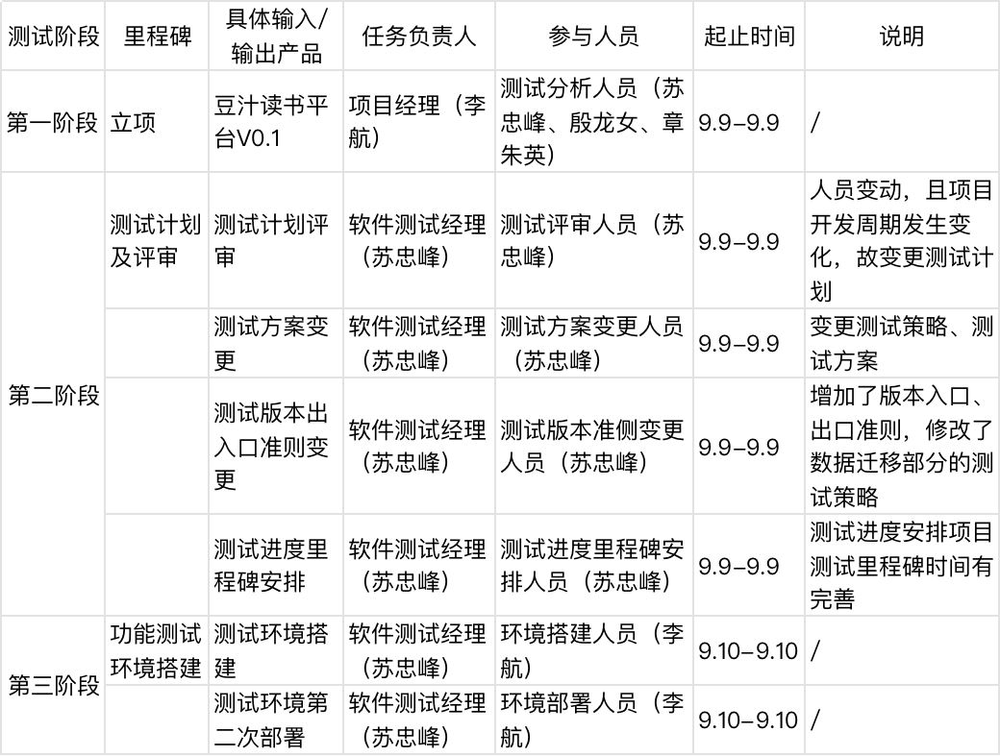 测试阶段
里程碑
具体输入/
输出产品
任务负责人
参与人员
起止时间
说明
第一阶段
立项
豆汁读书平
台V0.1
项目经理（李
航）
测试分析人员（苏
忠峰、殷龙女、章
朱英）
9.9–9.9
/
第二阶段
测试计划
及评审
测试计划评
审
软件测试经理
（苏忠峰）
测试评审人员（苏
忠峰）
9.9–9.9
人员变动，且项目
开发周期发生变
化，故变更测试计
划
测试方案变
更
软件测试经理
（苏忠峰）
测试方案变更人员
（苏忠峰）
9.9–9.9
变更测试策略、测
试方案
测试版本出
入口准则变
更
软件测试经理
（苏忠峰）
测试版本准侧变更
人员（苏忠峰）
9.9–9.9
增加了版本入口、
出口准则，修改了
数据迁移部分的测
试策略
测试进度里
程碑安排
软件测试经理
（苏忠峰）
测试进度里程碑安
排人员（苏忠峰）
9.9–9.9
测试进度安排项目
测试里程碑时间有
完善
第三阶段
功能测试
环境搭建
测试环境搭
建
软件测试经理
（苏忠峰）
环境搭建人员（李
航）
9.10–9.10
/
测试环境第
二次部署
软件测试经理
（苏忠峰）
环境部署人员（李
航）
9.10–9.10
/